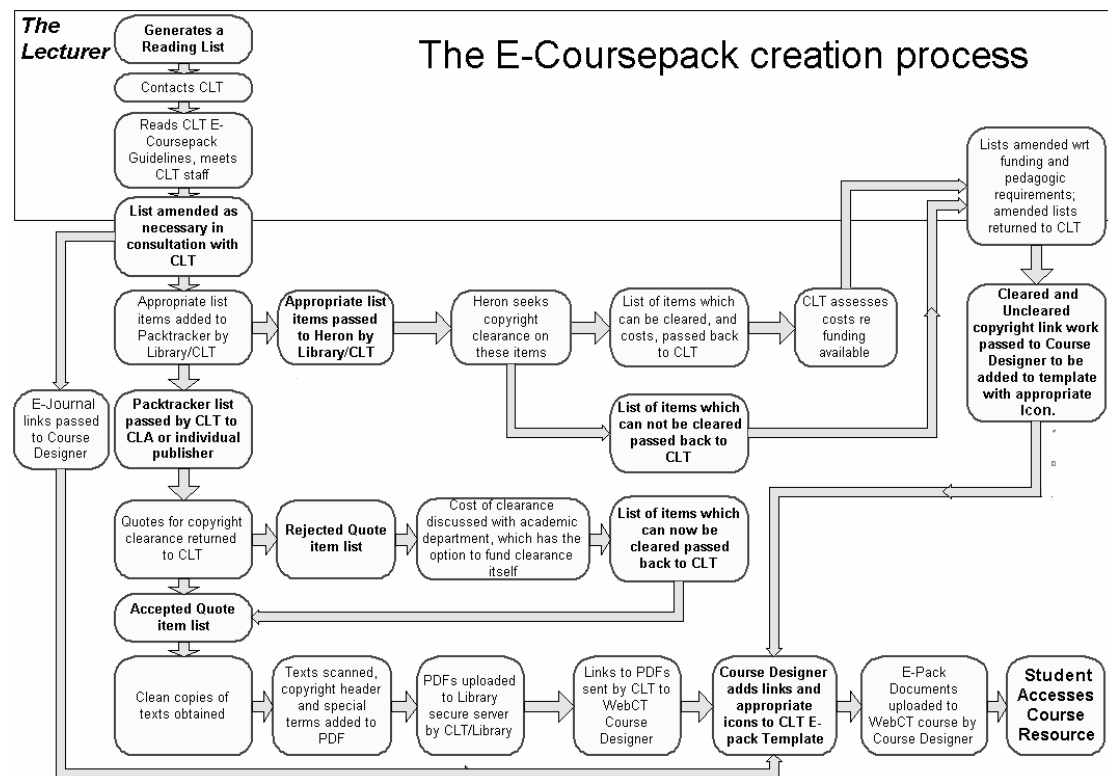 The
Lecturer
The E-Coursepack creation process
Generates a
Reading List
Contacts CLT
Reads CLT E-
Coursepack
Guidelines, meets
CLT staff
List amended as
necessary in
consultation with
CLT
Appropriate list
items added to
Packtracker by
Library/CLT
Appropriate list
items passed
to Heron by
Library/CLT
Heron seeks
copyright
clearance on
these items
List of items which
can be cleared, and
costs, passed back
to CLT
CLT assesses
costs re
funding
available
Lists amended wrt
funding and
pedagogic
requirements;
amended lists
returned to CLT
Cleared and
Uncleared
copyright link work
passed to Course
Designer to be
added to template
with appropriate
Icon.
E-Journal
links passed
to Course
Designer
Packtracker list
passed by CLT to
CLA or individual
publisher
List of items which
can not be cleared
passed back to
CLT
Quotes for copyright
clearance returned
to CLT
Rejected Quote
item list
Cost of clearance
discussed with academic
department, which has the
option to fund clearance
itself
List of items which
can now be
cleared passed
back to CLT
Accepted Quote
item list
Clean copies of
texts obtained
Texts scanned,
copyright header
and special
terms added to
PDF
PDFs uploaded
to Library
secure server
by CLT/Library
Links to PDFs
sent by CLT to
WebCT
Course
Designer
Course Designer
adds links and
appropriate
icons to CLT E-
pack Template
E-Pack
Documents
uploaded to
WebCT course by
Course Designer
Student
Accesses
Course
Resource